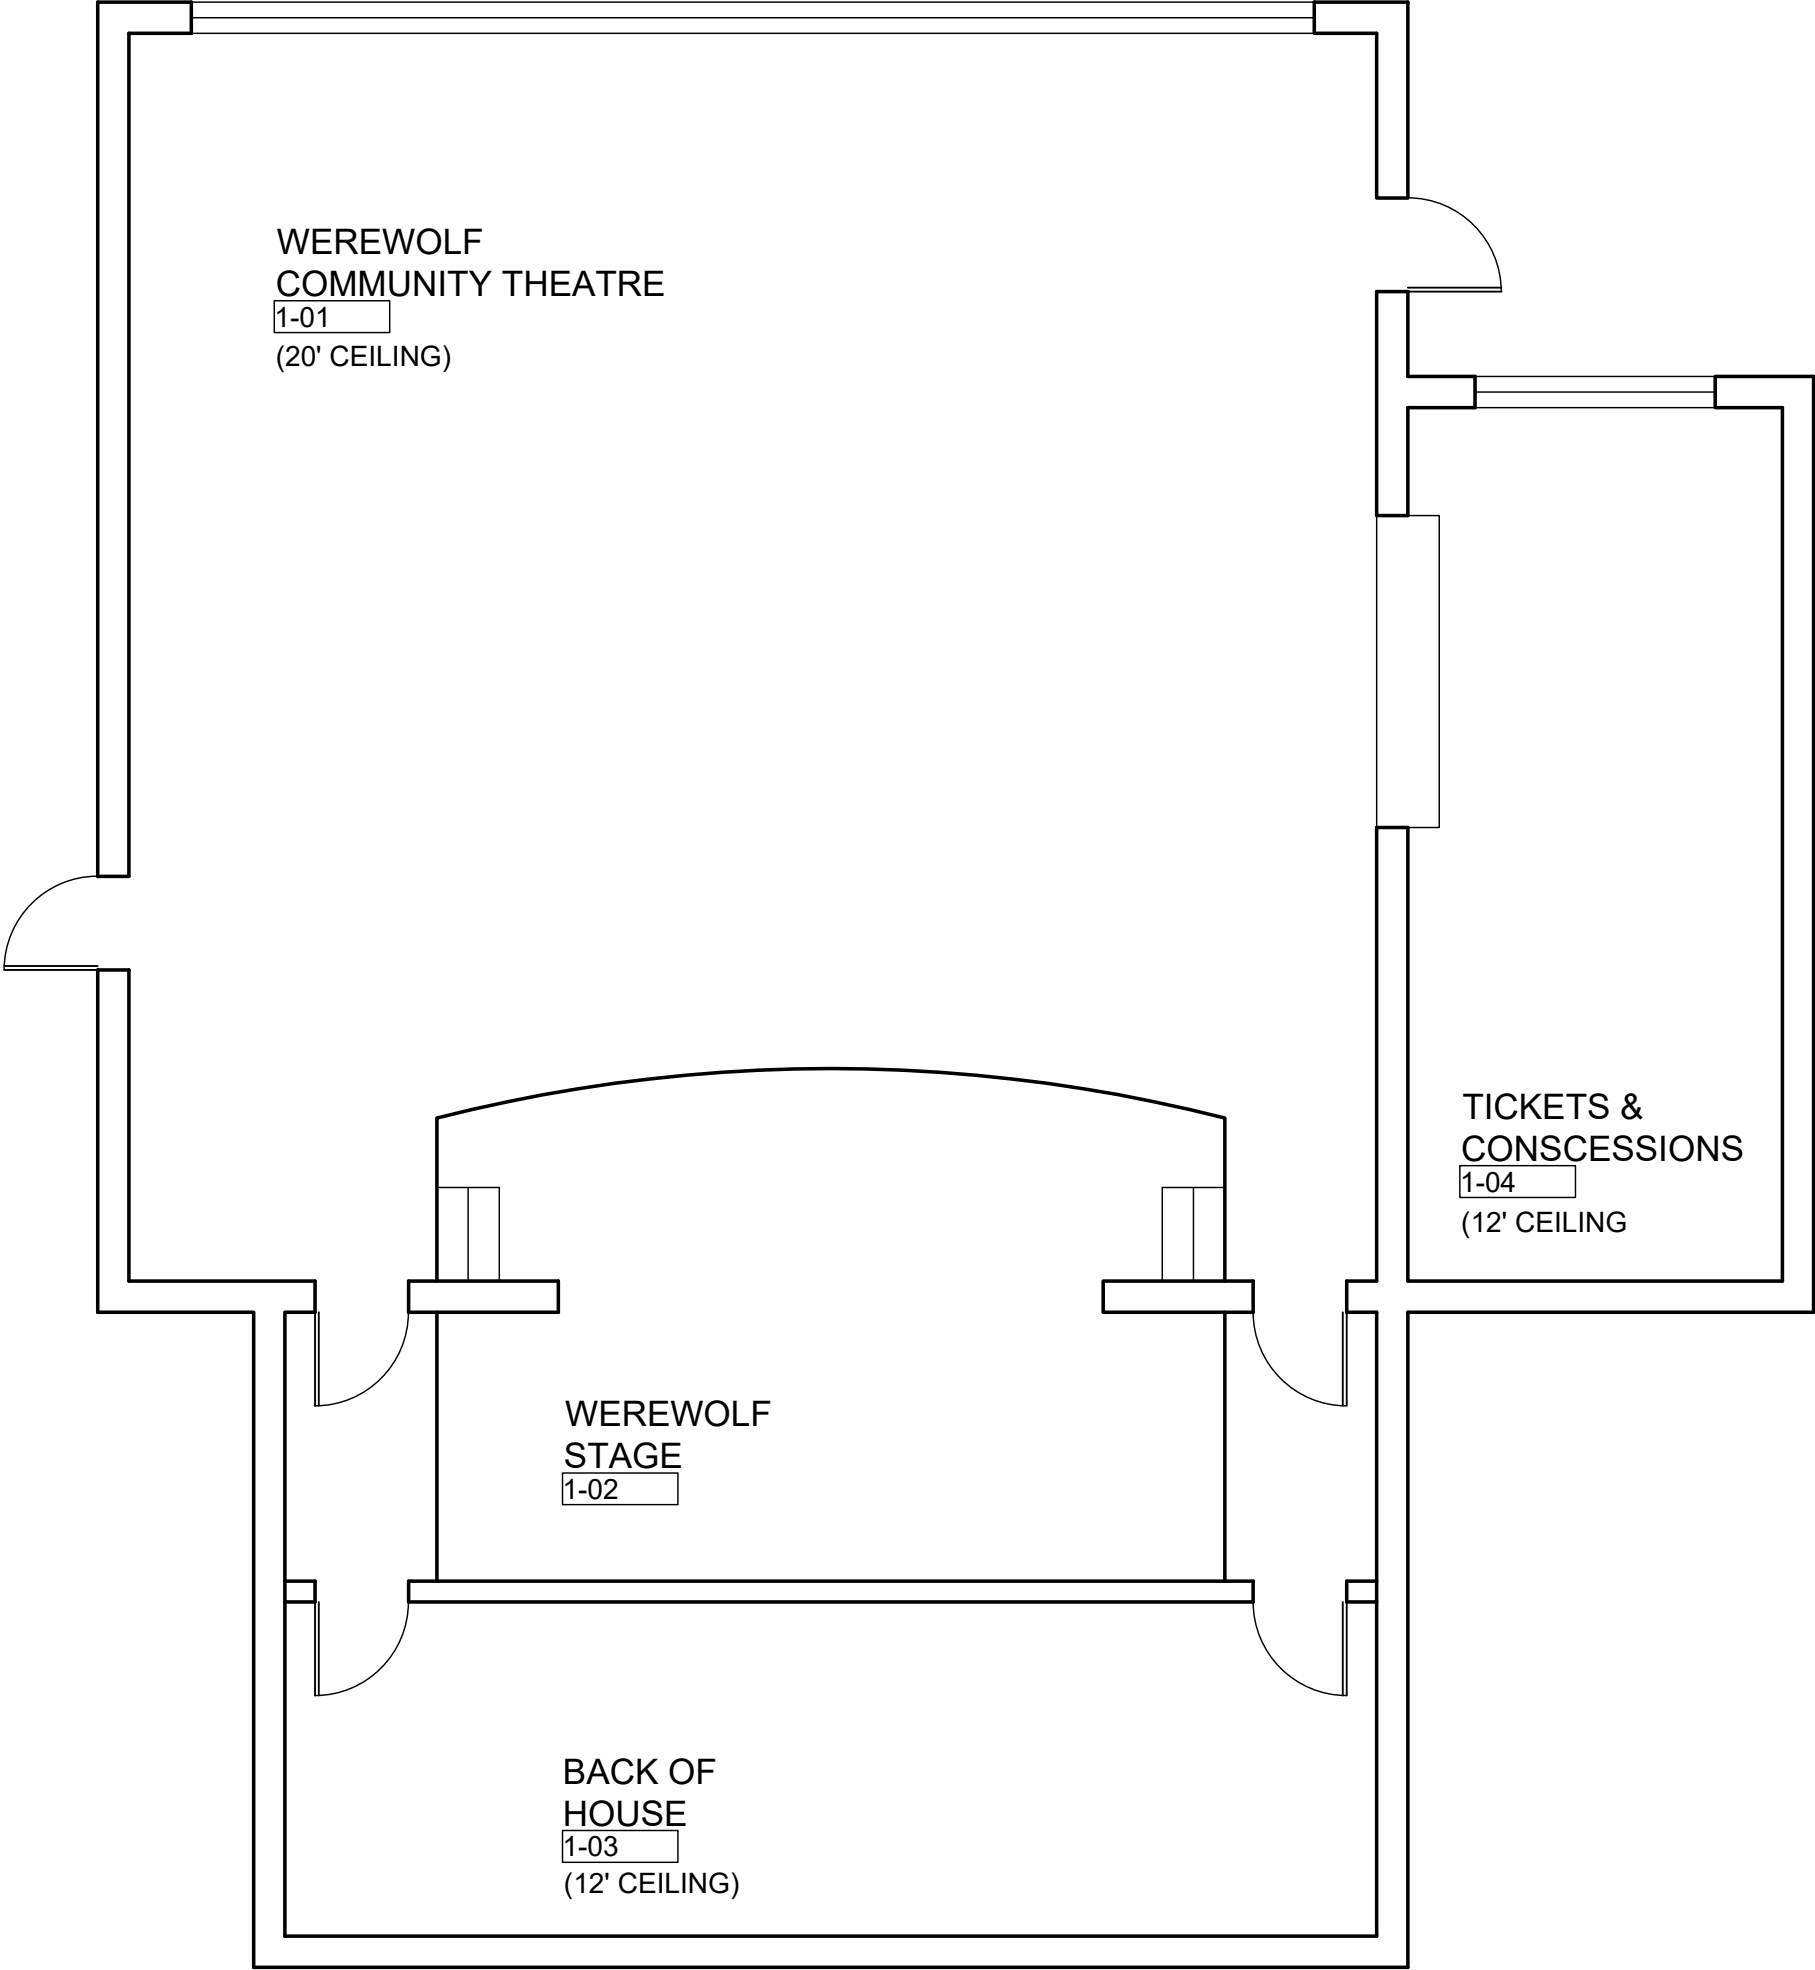 WEREWOLF
COMMUNITY THEATRE
1-01
(20' CEILING)
TICKETS &
CONSCESSIONS
1-04
(12' CEILING
WEREWOLF
STAGE
1-02
BACK OF
HOUSE
1-03
(12' CEILING)